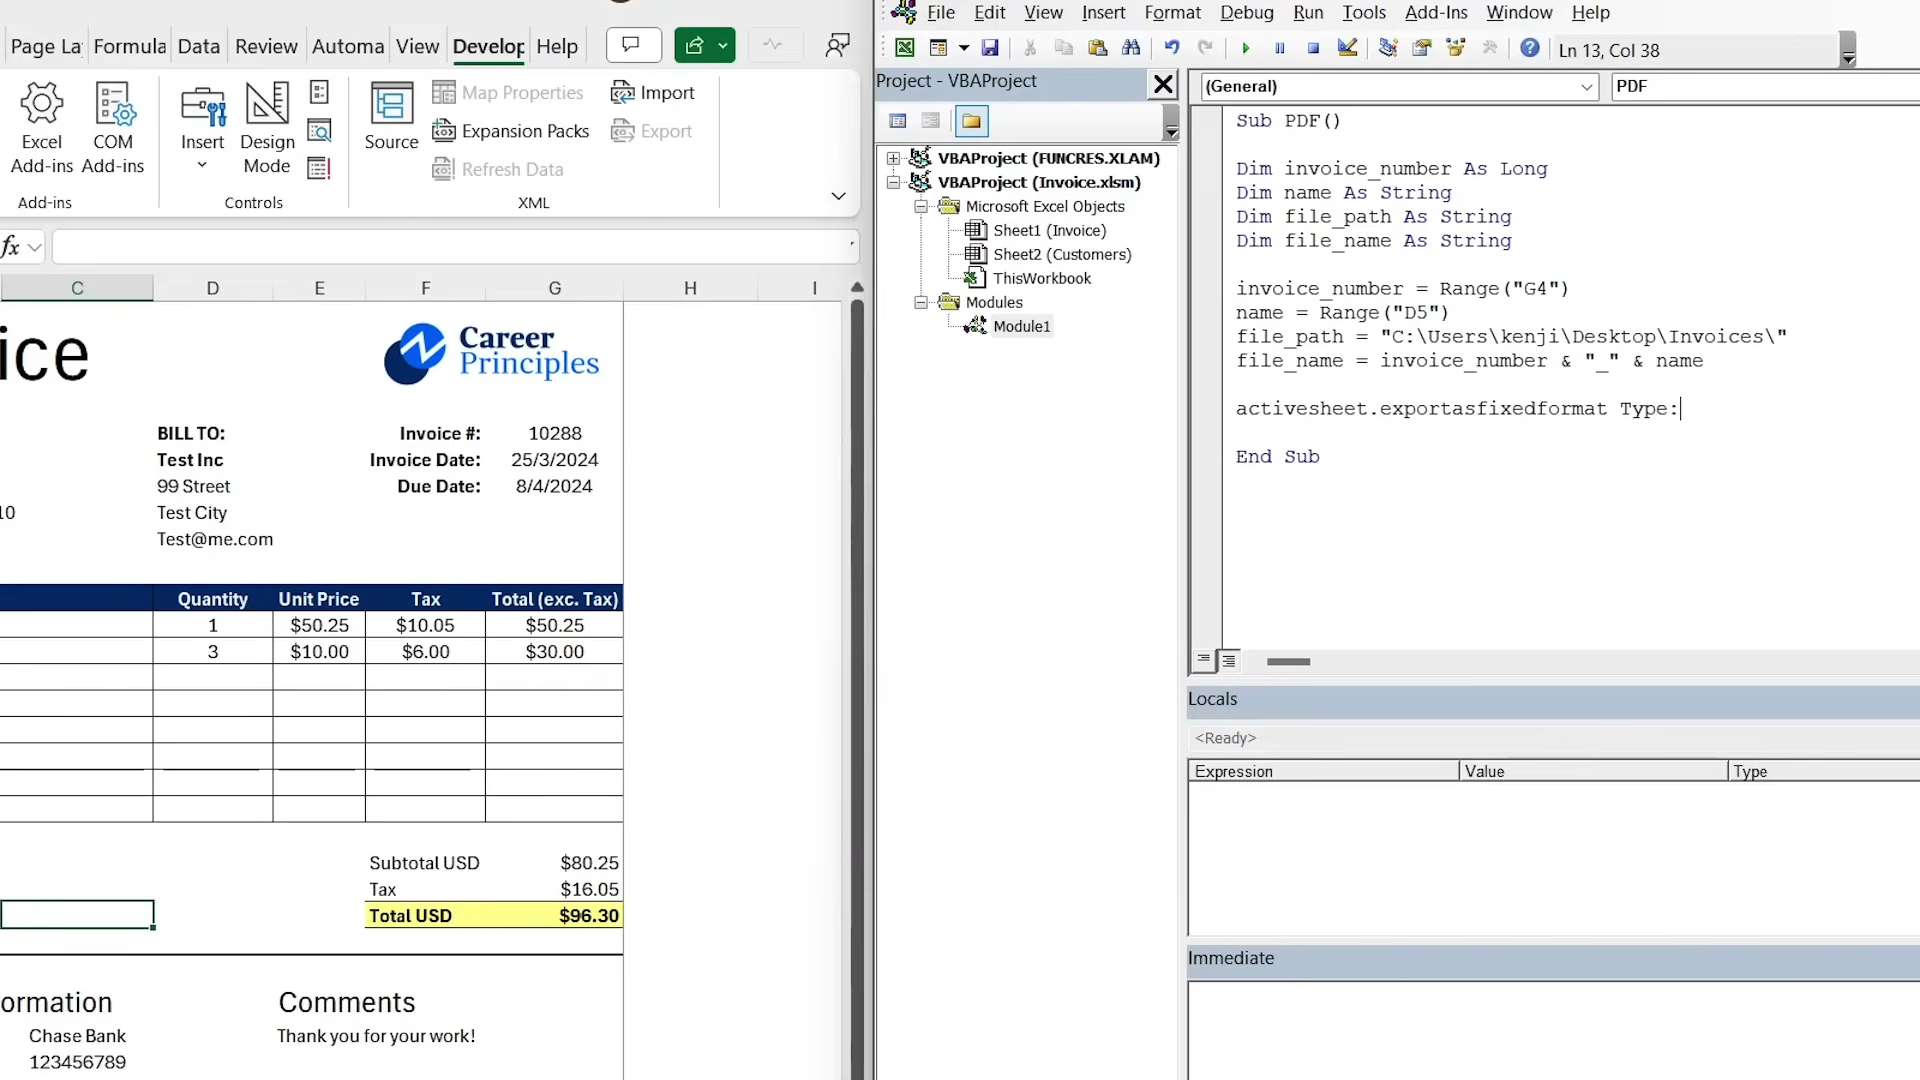 Page La
Formula
Data
Review
Automa
View
Develop
Help
Excel
Add-ins
COM
Add-ins
Add-ins
Insert
Design
Mode
Controls
Source
Map Properties
Expansion Packs
Refresh Data
Import
Export
XML
fx
C
D
E
F
G
H
I
ice
Career
Principles
BILL TO:
Test Inc
99 Street
Test City
Test@me.com
10
Invoice #:
10288
Invoice Date:
25/3/2024
Due Date:
8/4/2024
Quantity
Unit Price
Tax
Total (exc. Tax)
1
$50.25
$10.05
$50.25
3
$10.00
$6.00
$30.00
Subtotal USD
$80.25
Tax
$16.05
Total USD
$96.30
ormation
Chase Bank
123456789
Comments
Thank you for your work!
File
Edit
View
Insert
Format
Debug
Run
Tools
Add-Ins
Window
Help
Ln 13, Col 38
Project - VBAProject
VBAProject (FUNCRES.XLAM)
VBAProject (Invoice.xlsm)
Microsoft Excel Objects
Sheet1 (Invoice)
Sheet2 (Customers)
ThisWorkbook
Modules
Module1
(General)
PDF
Sub PDF()
Dim invoice_number As Long
Dim name As String
Dim file_path As String
Dim file_name As String
invoice_number = Range("G4")
name = Range("D5")
file_path = "C:\Users\kenji\Desktop\Invoices\"
file_name = invoice_number & "_" & name
activesheet.exportasfixedformat Type:
End Sub
Locals
<Ready>
Expression
Value
Type
Immediate